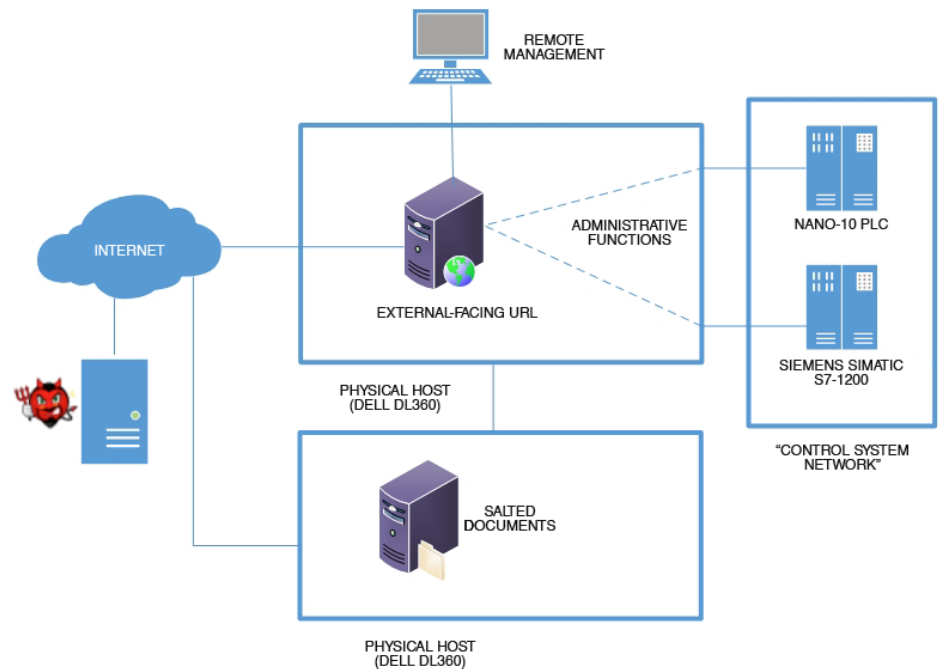 REMOTE
MANAGEMENT
INTERNET
ADMINISTRATIVE
FUNCTIONS
EXTERNAL-FACING URL
NANO-10 PLC
SIEMENS SIMATIC
S7-1200
PHYSICAL HOST
(DELL DL360)
"CONTROL SYSTEM
NETWORK"
SALTED
DOCUMENTS
PHYSICAL HOST
(DELL DL360)